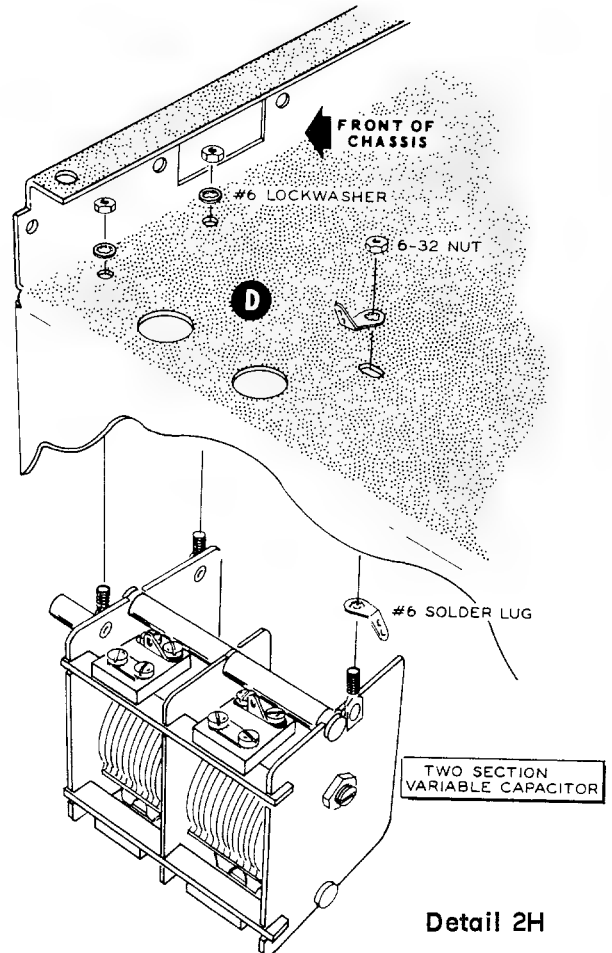 FRONT OF
CHASSIS
#6 LOCKWASHER
6-32 NUT
D
#6 SOLDER LUG
TWO SECTION
VARIABLE CAPACITOR
Detail 2H